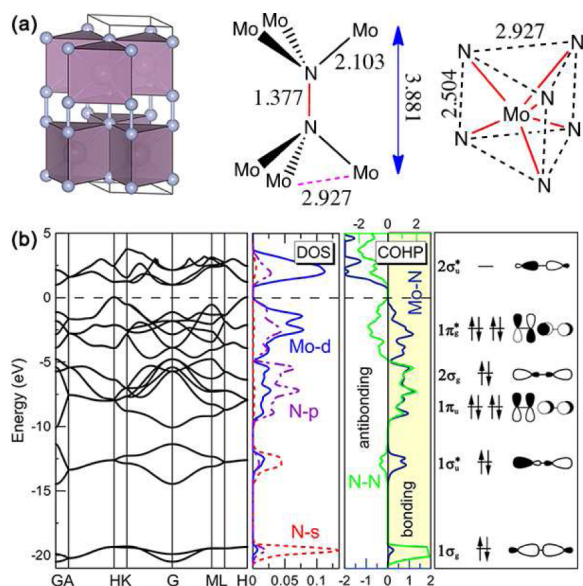 (a)
Mo Mo Mo
N
2.103
1.377
N
Mo Mo Mo
2.927
3.881
2.927
N N N
2.504
Mo
N N N
(b)
Energy (eV)
5
0
-5
-10
-15
-20
GA HK G ML H
DOS
Mo-d
N-p
N-s
0 0.05 0.1
-2 0 2
COHP
Mo-N
antibonding
N-N
bonding
-2 -1 0 1 2
2σu*
1πg*
2σg
1πu
1σu*
1σg